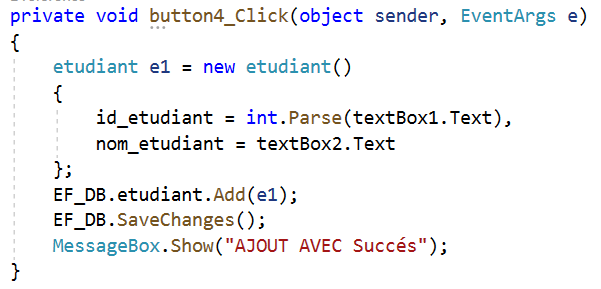 private void button4_Click(object sender, EventArgs e)
{
etudiant e1 = new etudiant()
{
id_etudiant = int.Parse(textBox1.Text),
nom_etudiant = textBox2.Text
};
EF_DB.etudiant.Add(e1);
EF_DB.SaveChanges();
MessageBox.Show("AJOUT AVEC Succés");
}